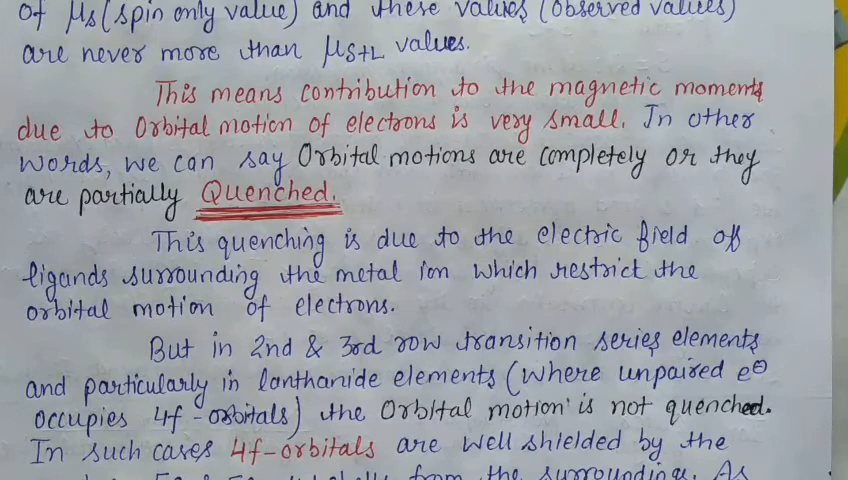 of μs (spin only value) and these values (observed values)
are never more than μs+L values.
This means contribution to the magnetic moments
due to Orbital motion of electrons is very small. In other
words, we can say Orbital motions are completely or they
are partially Quenched.
This quenching is due to the electric field of
ligands surrounding the metal ion which restrict the
orbital motion of electrons.
But in 2nd & 3rd row transition series elements
and particularly in lanthanide elements (where unpaired e⊖
occupies 4f-orbitals) the Orbital motion is not quenched.
In such cases 4f-orbitals are well shielded by the
from the surroundings. As